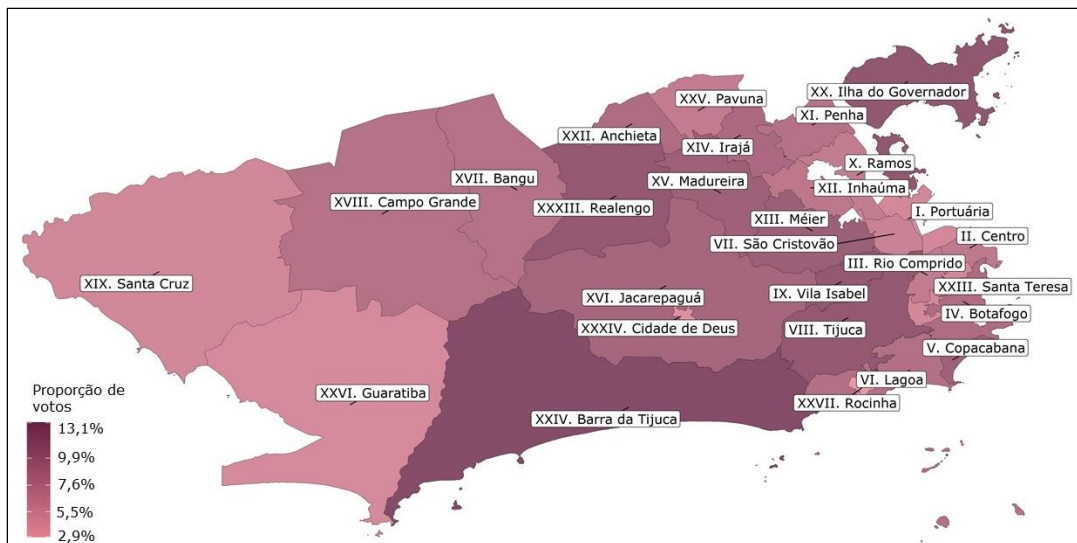 XX. Ilha do Governador
XXV. Pavuna
XI. Penha
XXII. Anchieta
XIV. Irajá
X. Ramos
XVII. Bangu
XV. Madureira
XII. Inhaúma
XVIII. Campo Grande
XXXIII. Realengo
I. Portuária
XIII. Méier
VII. São Cristovão
II. Centro
III. Rio Comprido
XIX. Santa Cruz
XXIII. Santa Teresa
XVI. Jacarepaguá
IX. Vila Isabel
IV. Botafogo
XXXIV. Cidade de Deus
VIII. Tijuca
V. Copacabana
VI. Lagoa
XXVI. Guaratiba
XXVII. Rocinha
XXIV. Barra da Tijuca
Proporção de
votos
13,1%
9,9%
7,6%
5,5%
2,9%